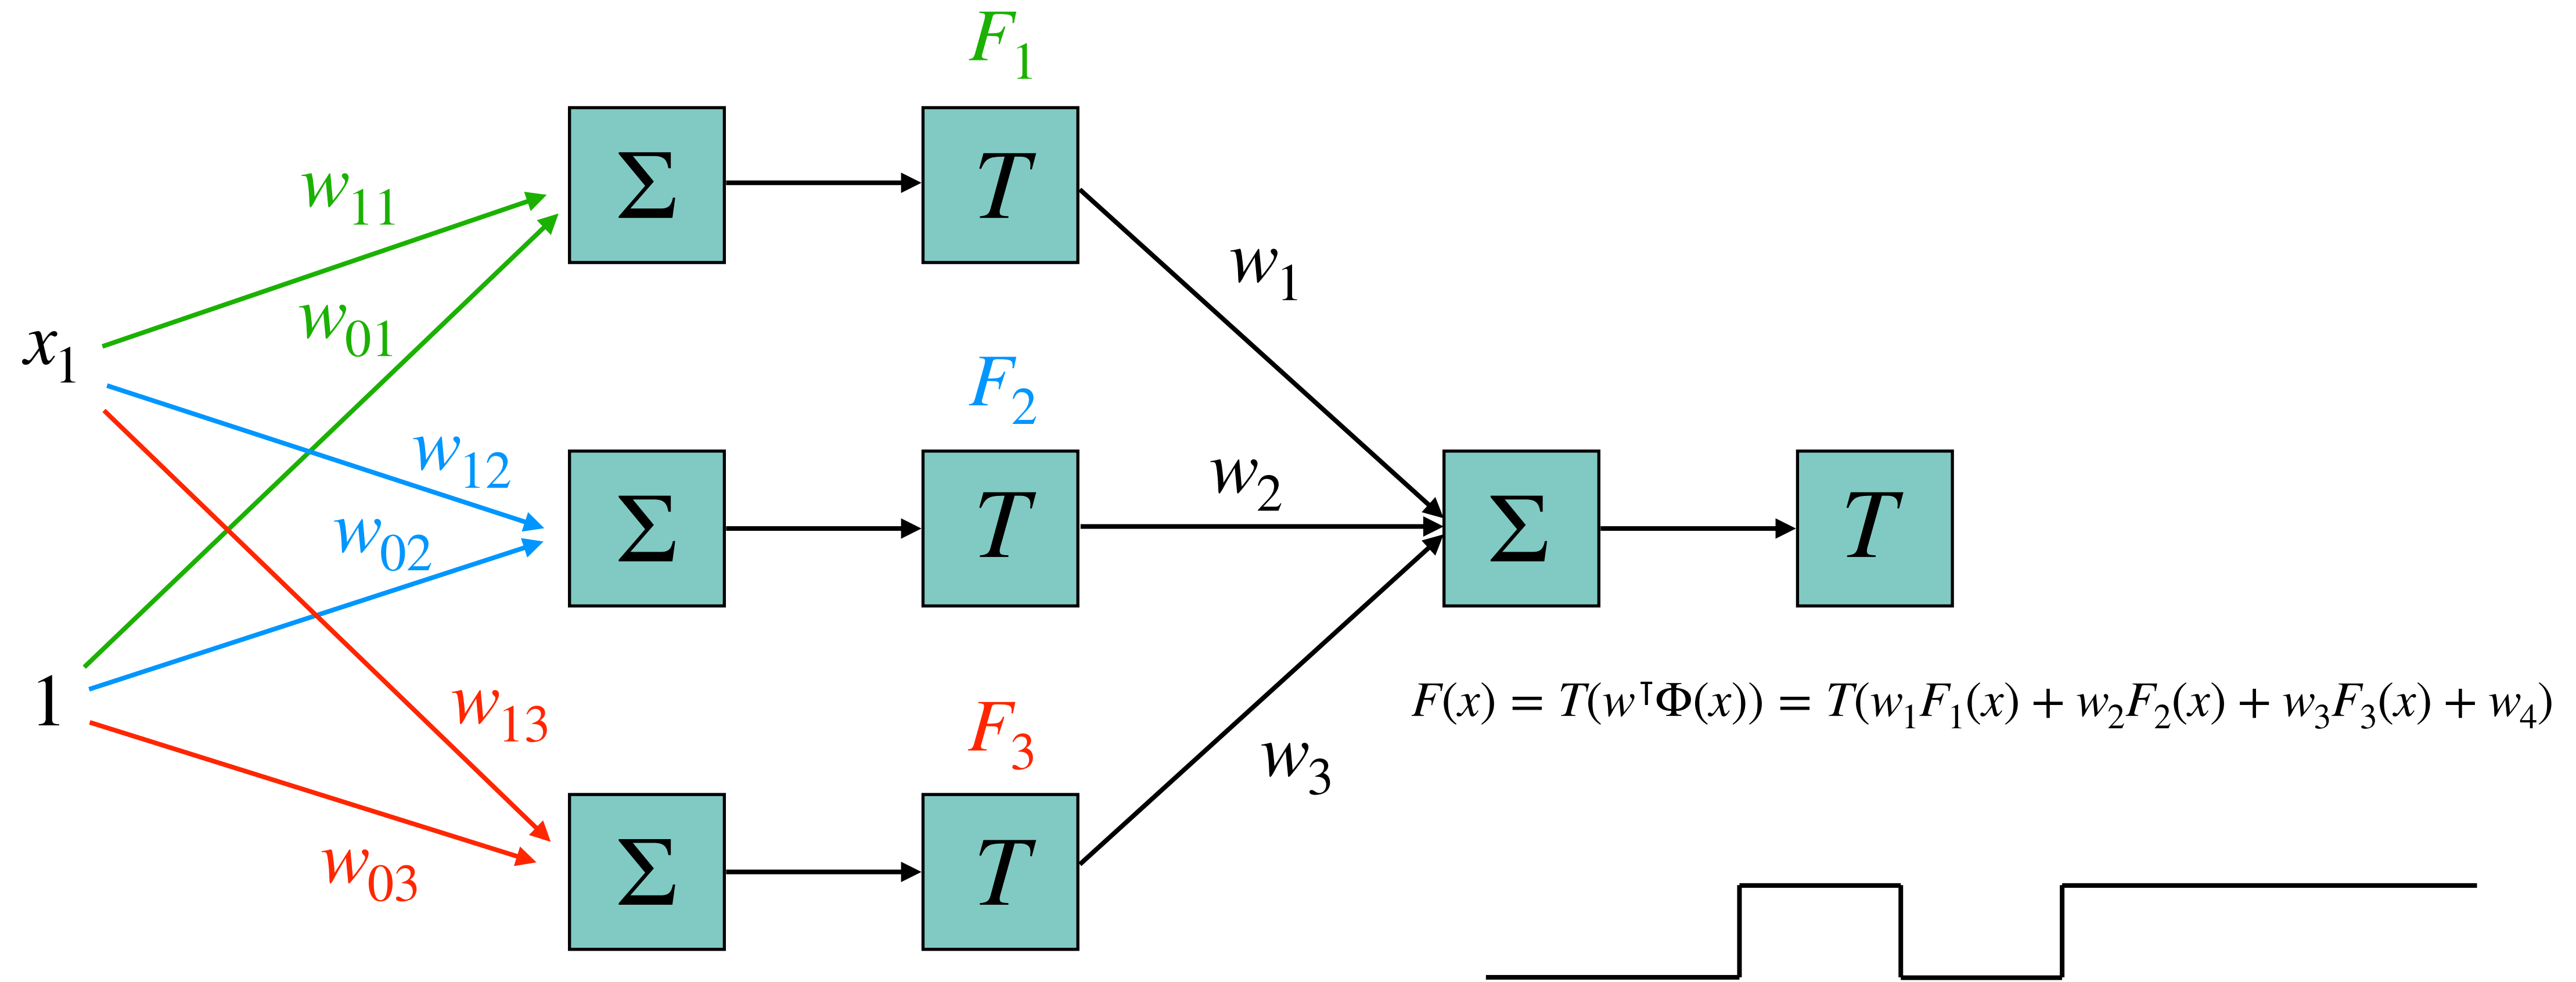 F₁
Σ
T
w₁₁
w₀₁
w₁
x₁
F₂
w₁₂
w₂
Σ
T
Σ
T
w₀₂
1
w₁₃
F₃
F(x) = T(w⊺Φ(x)) = T(w₁F₁(x) + w₂F₂(x) + w₃F₃(x) + w₄)
w₃
Σ
T
w₀₃